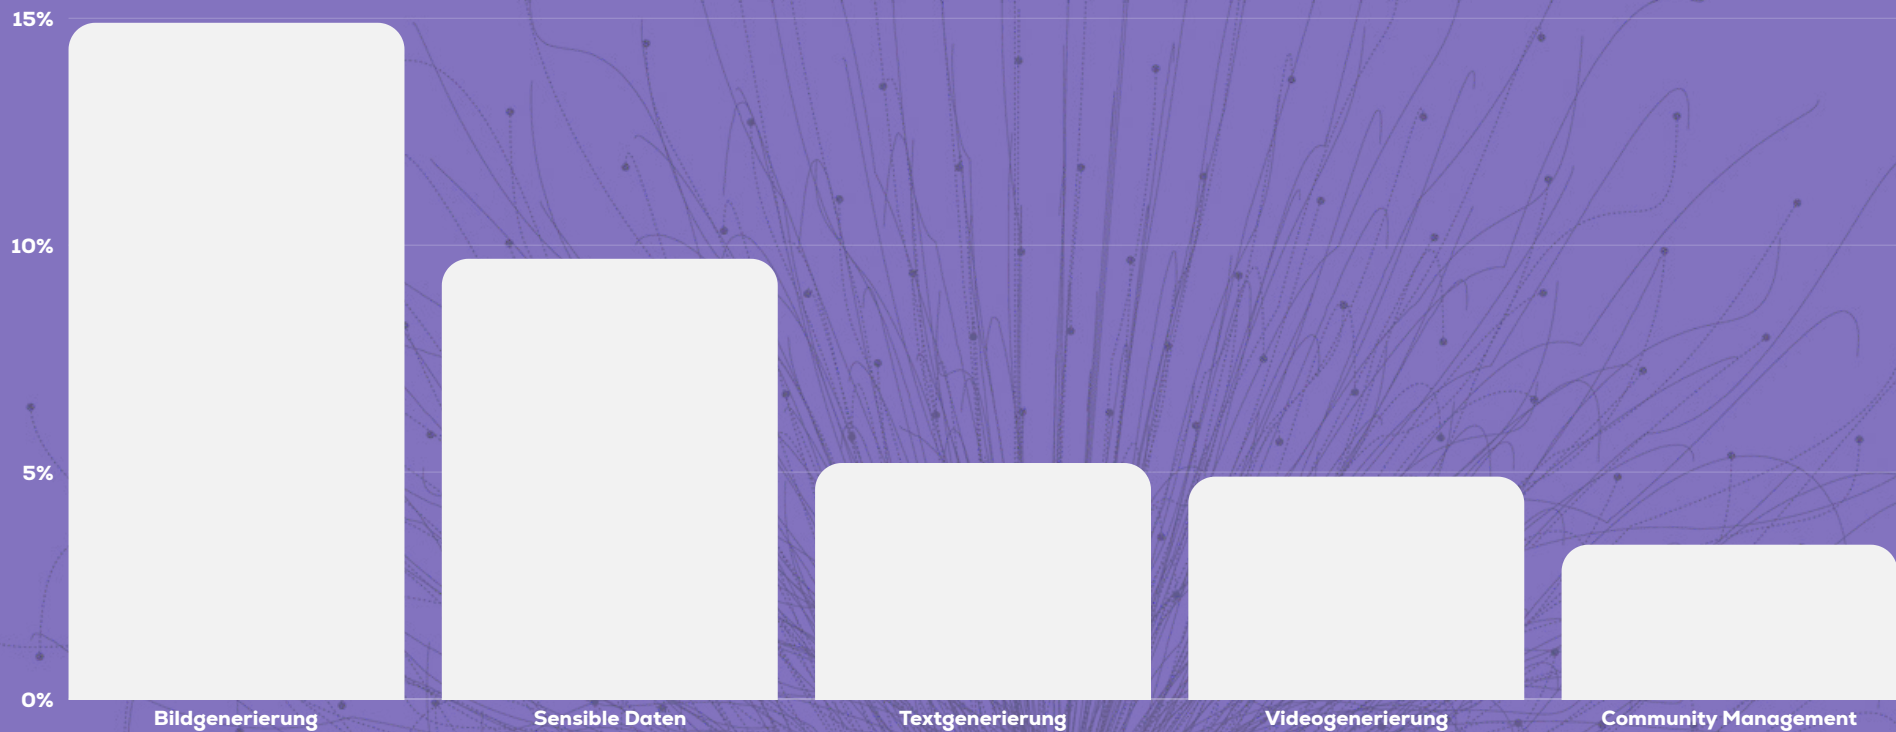 15%
10%
5%
0%
Bildgenerierung
Sensible Daten
Textgenerierung
Videogenerierung
Community Management